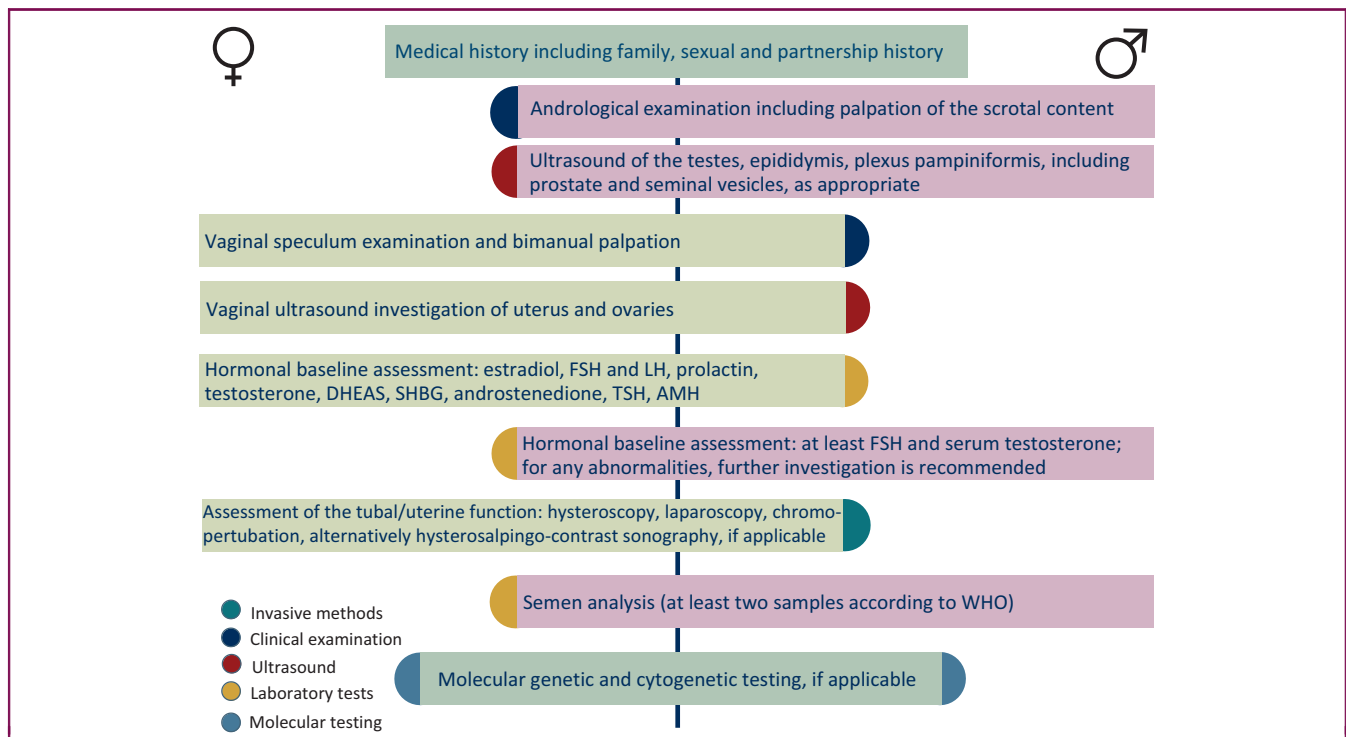 Medical history including family, sexual and partnership history
Andrological examination including palpation of the scrotal content
Ultrasound of the testes, epididymis, plexus pampiniformis, including
prostate and seminal vesicles, as appropriate
Vaginal speculum examination and bimanual palpation
Vaginal ultrasound investigation of uterus and ovaries
Hormonal baseline assessment: estradiol, FSH and LH, prolactin,
testosterone, DHEAS, SHBG, androstenedione, TSH, AMH
Hormonal baseline assessment: at least FSH and serum testosterone;
for any abnormalities, further investigation is recommended
Assessment of the tubal/uterine function: hysteroscopy, laparoscopy, chromo-
pertubation, alternatively hysterosalpingo-contrast sonography, if applicable
Semen analysis (at least two samples according to WHO)
Molecular genetic and cytogenetic testing, if applicable
Invasive methods
Clinical examination
Ultrasound
Laboratory tests
Molecular testing